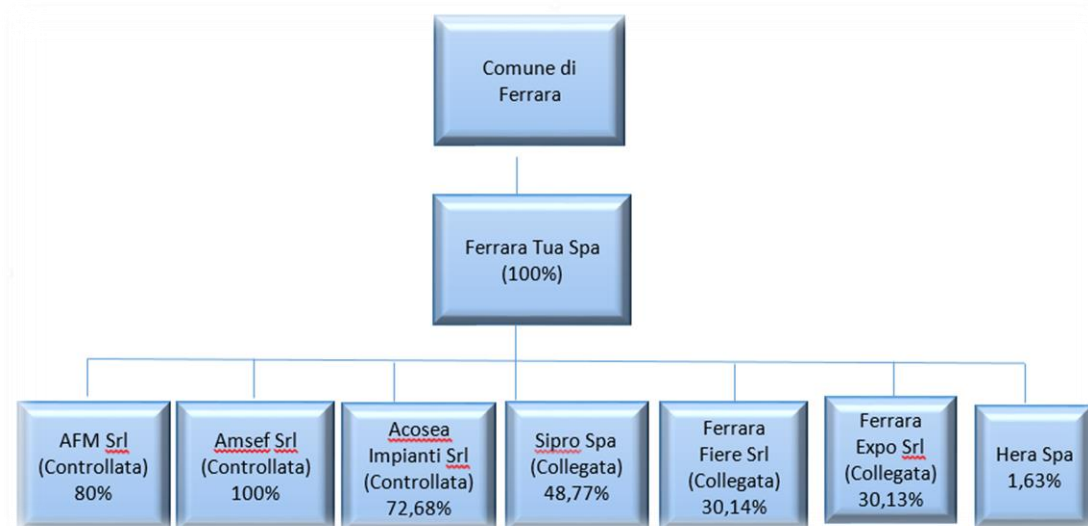 Comune di
Ferrara
Ferrara Tua Spa
(100%)
AFM Srl
(Controllata)
80%
Amsef Srl
(Controllata)
100%
Acosea
Impianti Srl
(Controllata)
72,68%
Sipro Spa
(Collegata)
48,77%
Ferrara
Fiere Srl
(Collegata)
30,14%
Ferrara
Expo Srl
(Collegata)
30,13%
Hera Spa
1,63%